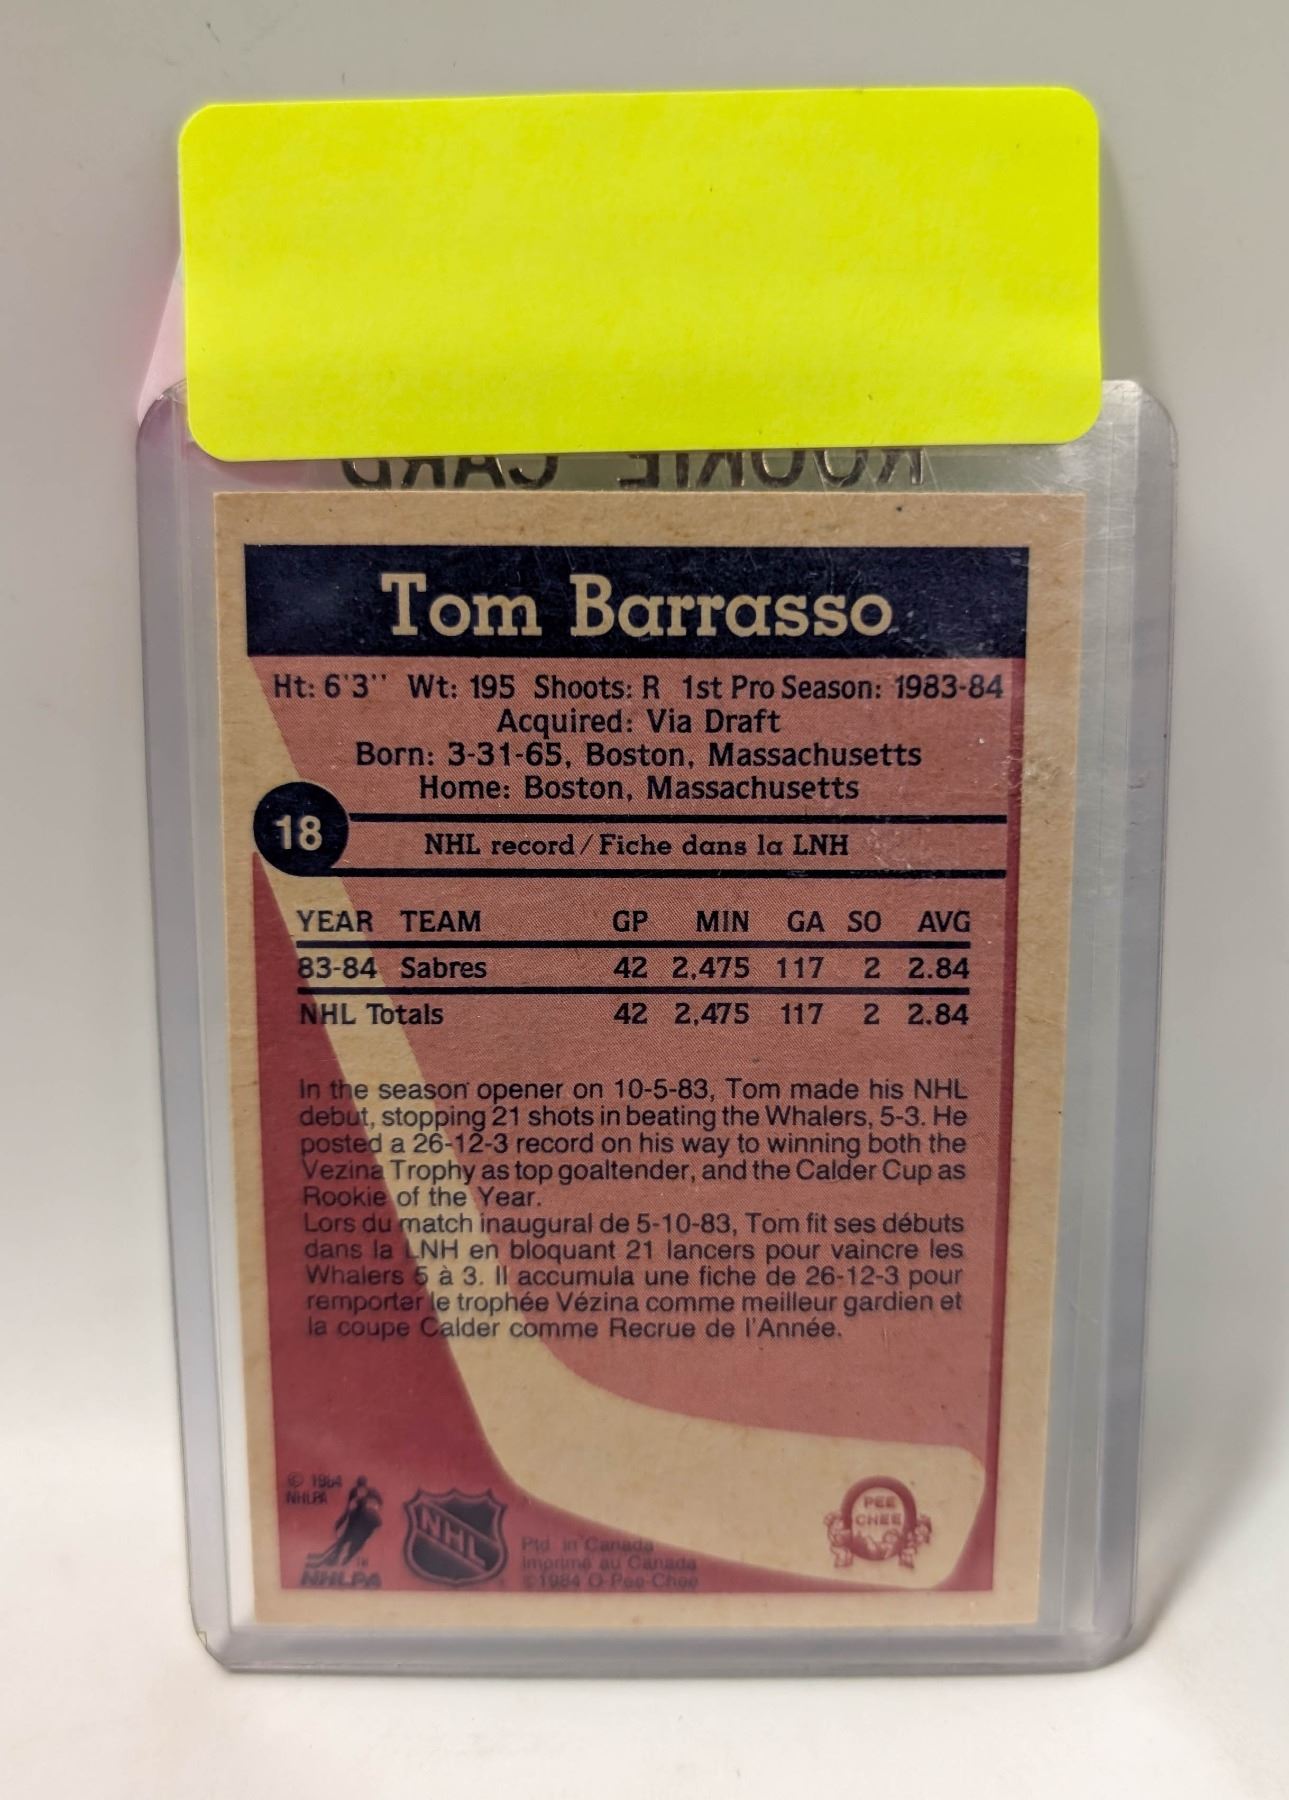 ROOKIE CARD
Tom Barrasso
Ht: 6'3'' Wt: 195 Shoots: R 1st Pro Season: 1983-84
Acquired: Via Draft
Born: 3-31-65, Boston, Massachusetts
Home: Boston, Massachusetts
18
NHL record/Fiche dans la LNH
YEAR TEAM GP MIN GA SO AVG
83-84 Sabres 42 2,475 117 2 2.84
NHL Totals 42 2,475 117 2 2.84
In the season opener on 10-5-83, Tom made his NHL
debut, stopping 21 shots in beating the Whalers, 5-3. He
posted a 26-12-3 record on his way to winning both the
Vezina Trophy as top goaltender, and the Calder Cup as
Rookie of the Year.
Lors du match inaugural de 5-10-83, Tom fit ses débuts
dans la LNH en bloquant 21 lancers pour vaincre les
Whalers 5 à 3. Il accumula une fiche de 26-12-3 pour
remporter le trophée Vézina comme meilleur gardien et
la coupe Calder comme Recrue de l'Année.
© 1984
NHLPA
NHLPA
NHL
Ptd. in Canada
Imprimé au Canada
©1984 O-Pee-Chee
PEE
CHEE